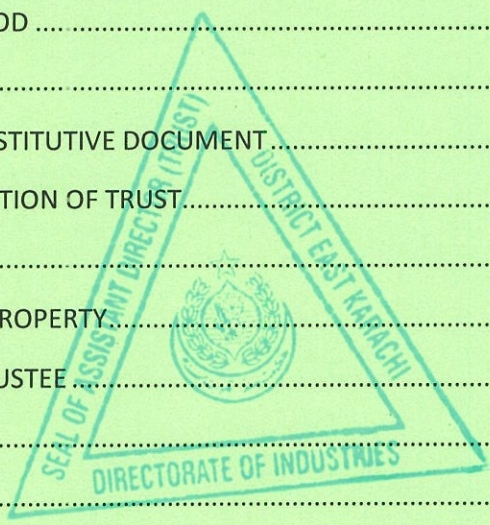 OD ................................................................
................................................................
STITUTIVE DOCUMENT................................
TION OF TRUST................................................
................................................................
ROPERTY................................................................
USTEE ................................................................
................................................................
................................................................
SEAL OF ASSISTANT DIRECTOR (TRUST)
DISTRICT EAST KARACHI
DIRECTORATE OF INDUSTRIES